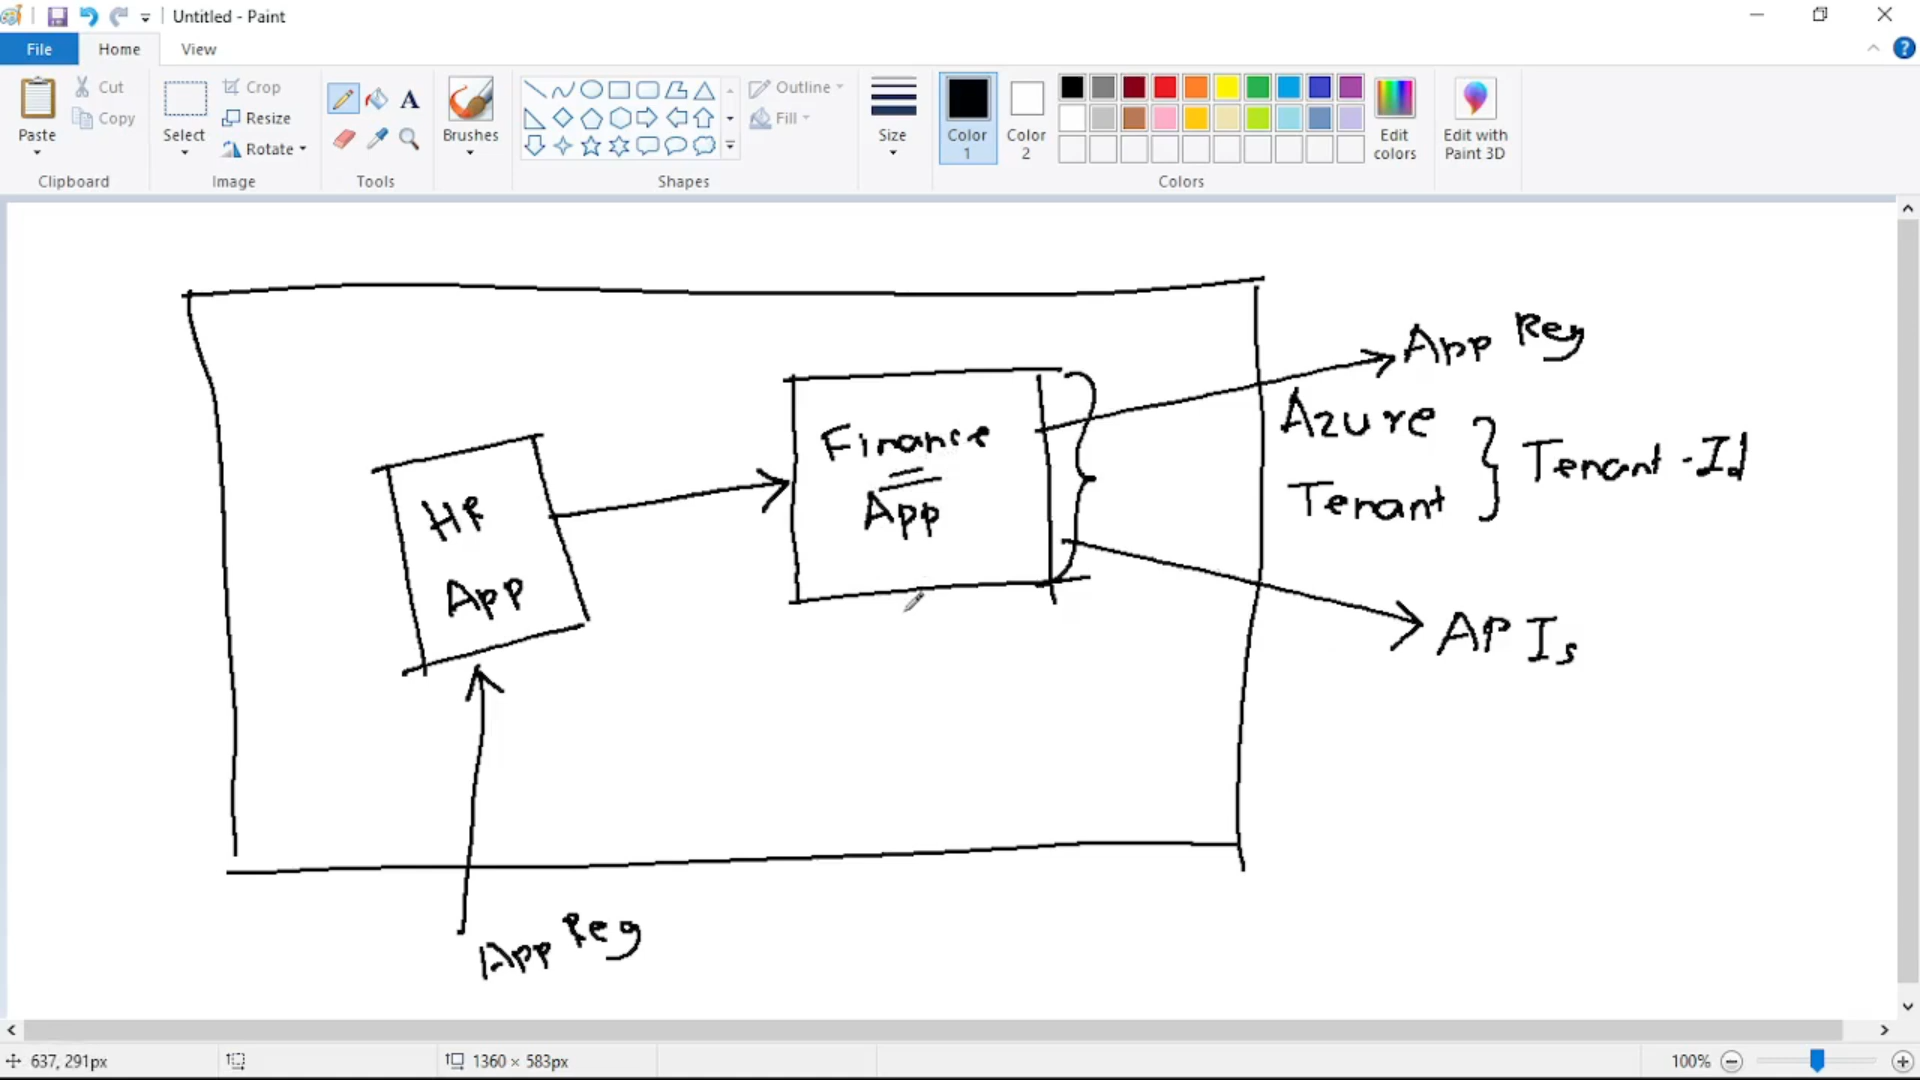 Untitled - Paint
File
Home
View
Paste
Cut
Copy
Clipboard
Select
Crop
Resize
Rotate
Image
Tools
A
Brushes
Shapes
Outline
Fill
Size
Color 1
Color 2
Edit colors
Colors
Edit with Paint 3D
App Reg
Azure
Tenant
Tenant-Id
Finance
App
HR
App
APIs
App Reg
637, 291px
1360 × 583px
100%